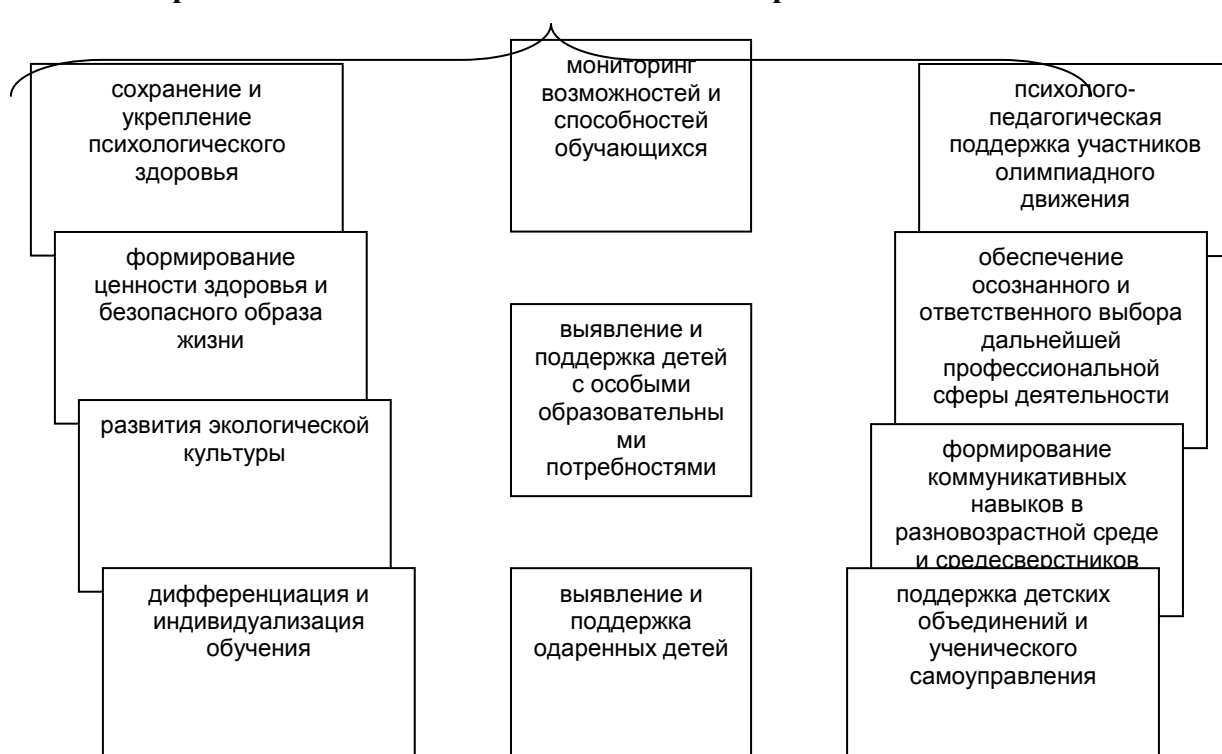 сохранение и
укрепление
психологического
здоровья
формирование
ценности здоровья и
безопасного образа
жизни
развития экологической
культуры
дифференциация и
индивидуализация
обучения
мониторинг
возможностей и
способностей
обучающихся
выявление и
поддержка детей
с особыми
образовательны
ми
потребностями
выявление и
поддержка
одаренных детей
психолого-
педагогическая
поддержка участников
олимпиадного
движения
обеспечение
осознанного и
ответственного выбора
дальнейшей
профессиональной
сферы деятельности
формирование
коммуникативных
навыков в
разновозрастной среде
и средесверстников
поддержка детских
объединений и
ученического
самоуправления